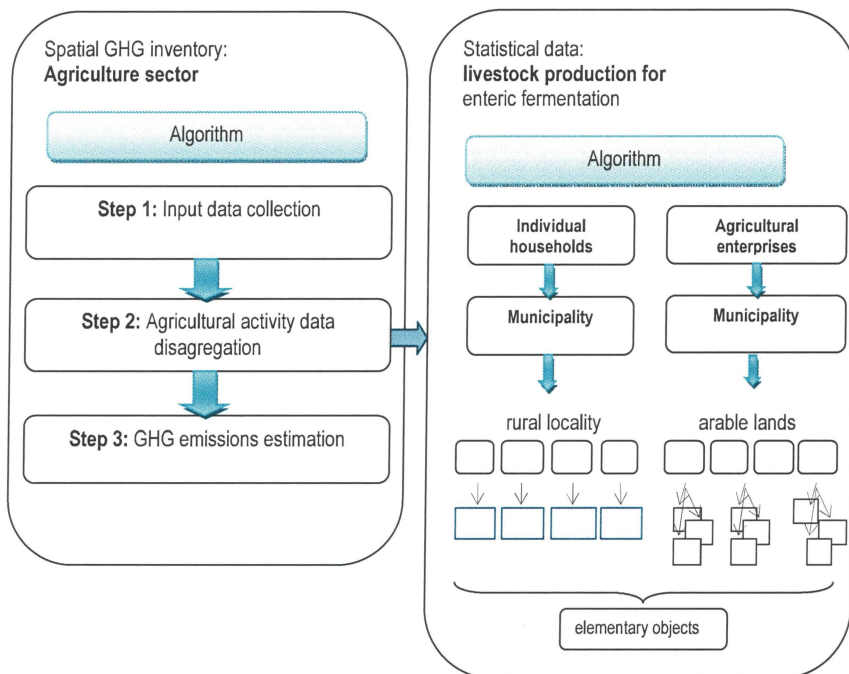 Spatial GHG inventory:
Agriculture sector
Algorithm
Step 1: Input data collection
Step 2: Agricultural activity data
disagregation
Step 3: GHG emissions estimation
Statistical data:
livestock production for
enteric fermentation
Algorithm
Individual
households
Municipality
rural locality
Agricultural
enterprises
Municipality
arable lands
elementary objects